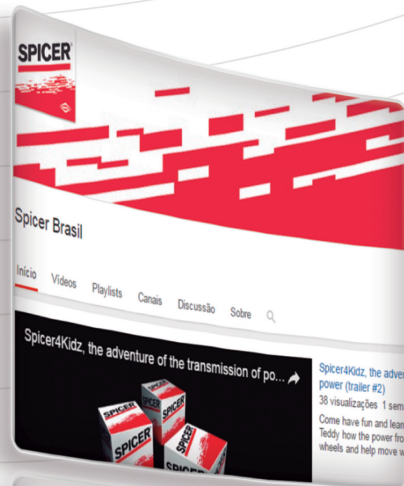 SPICER
Spicer Brasil
Início Vídeos Playlists Canais Discussão Sobre
Spicer4Kidz, the adventure of the transmission of po...
Spicer4Kidz, the adve
power (trailer #2)
38 visualizações 1 sem
Come have fun and lear
Teddy how the power fro
wheels and help move w
SPICER
SPICER
SPICER
SPICER